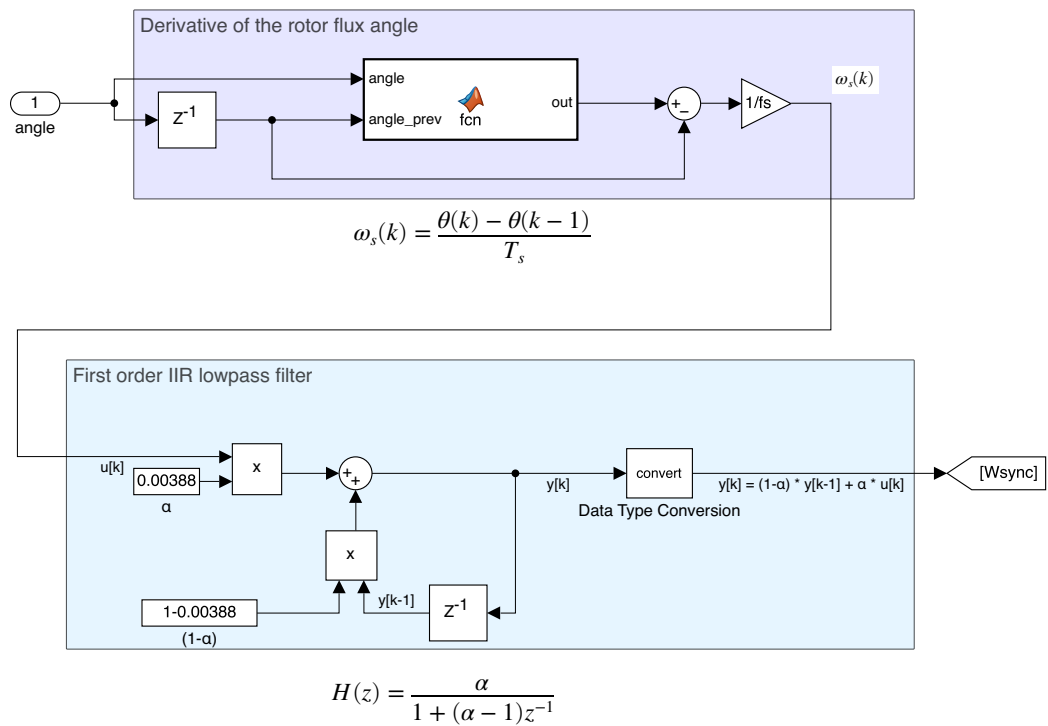 Derivative of the rotor flux angle
1
angle
Z-1
angle
angle_prev
fcn
out
+
−
1/fs
ωs(k)
ωs(k) = θ(k) − θ(k − 1) / Ts
First order IIR lowpass filter
u[k]
0.00388
α
x
+
+
y[k]
convert
Data Type Conversion
y[k] = (1-α) * y[k-1] + α * u[k]
[Wsync]
x
1-0.00388
(1-α)
y[k-1]
Z-1
H(z) = α / 1 + (α − 1)z−1